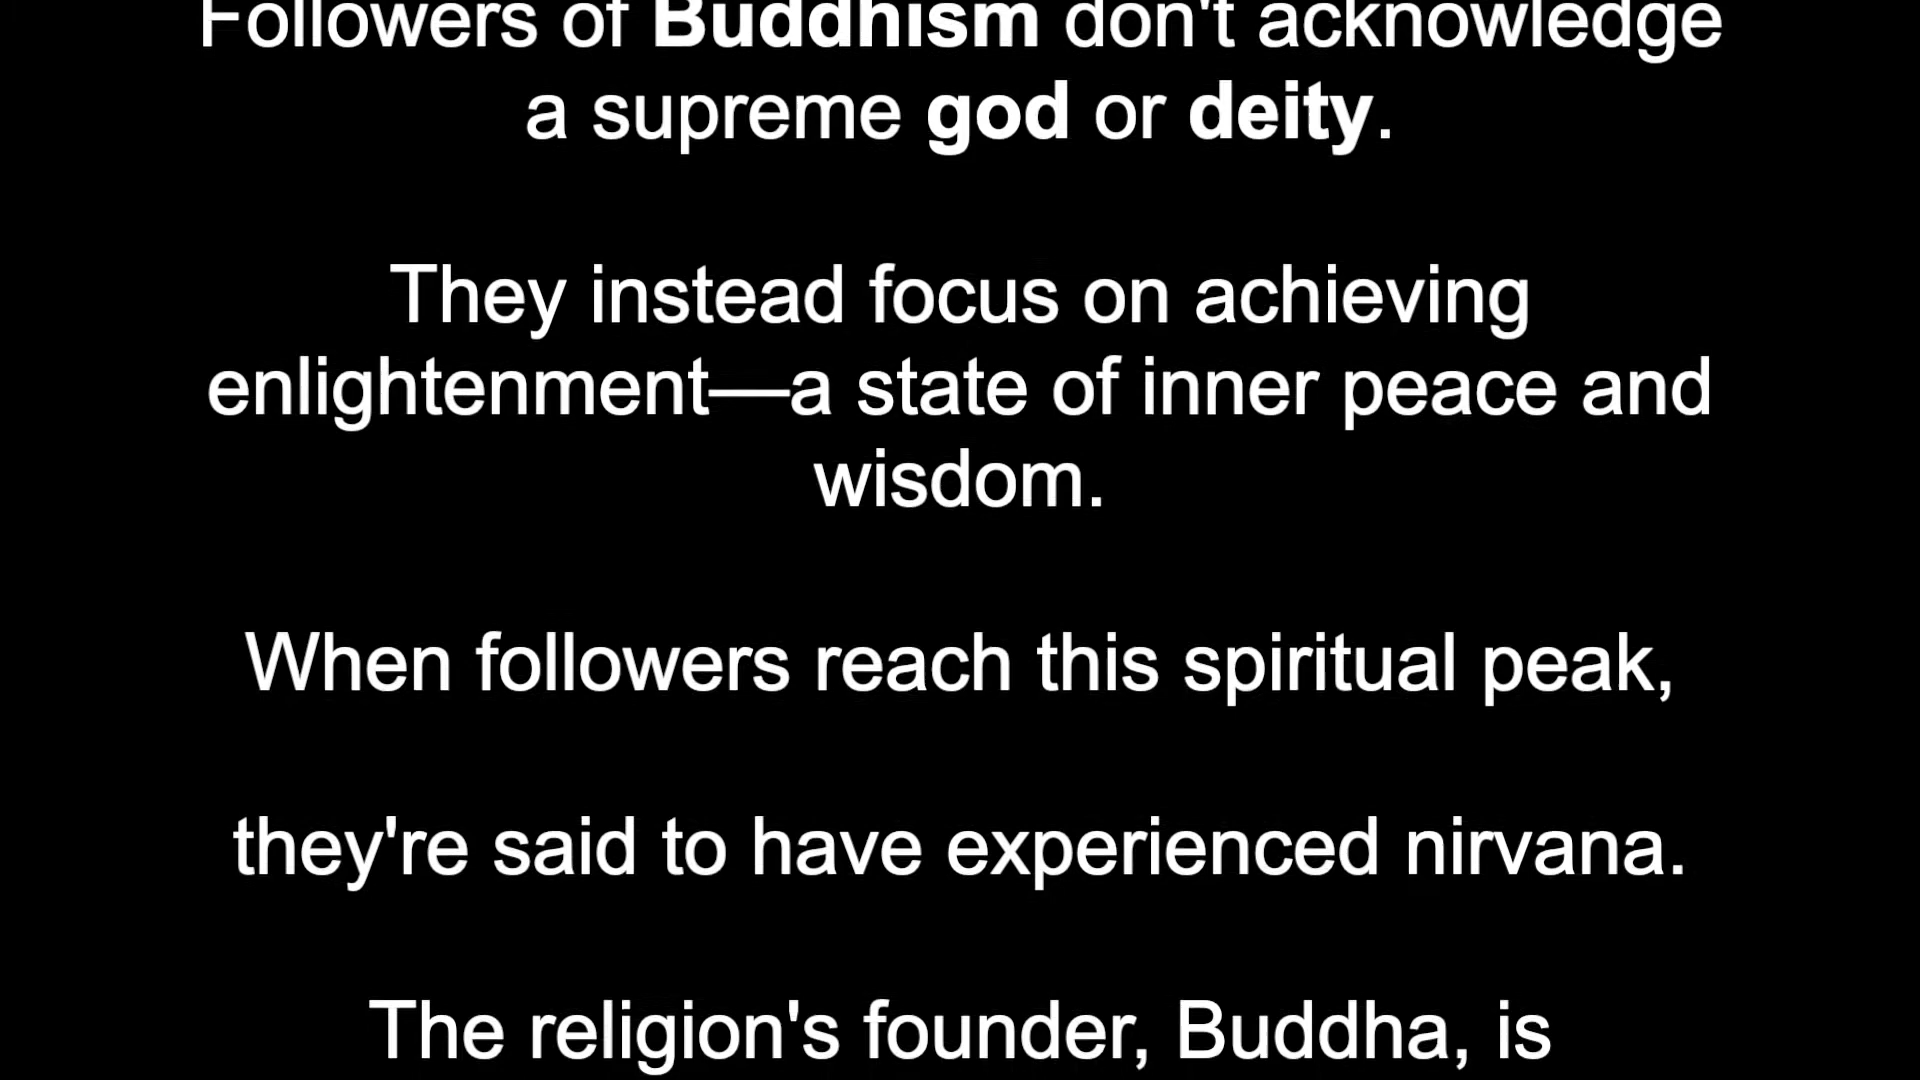 Followers of Buddhism don't acknowledge
a supreme god or deity.
They instead focus on achieving
enlightenment—a state of inner peace and
wisdom.
When followers reach this spiritual peak,
they're said to have experienced nirvana.
The religion's founder, Buddha, is